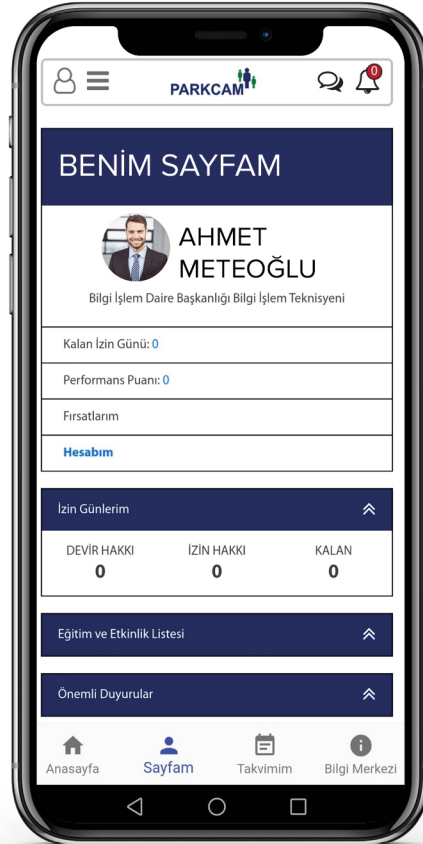 PARKCAM
0
BENİM SAYFAM
AHMET
METEOĞLU
Bilgi İşlem Daire Başkanlığı Bilgi İşlem Teknisyeni
Kalan İzin Günü: 0
Performans Puanı: 0
Fırsatlarım
Hesabım
İzin Günlerim
DEVİR HAKKI İZİN HAKKI KALAN
0 0 0
Eğitim ve Etkinlik Listesi
Önemli Duyurular
Anasayfa Sayfam Takvimim Bilgi Merkezi